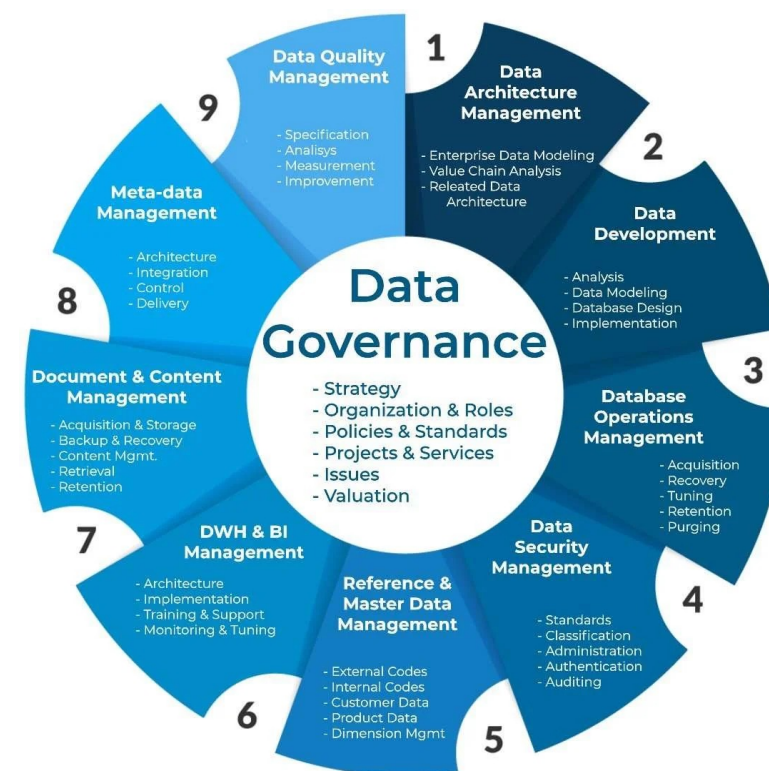 Data
Governance
- Strategy
- Organization & Roles
- Policies & Standards
- Projects & Services
- Issues
- Valuation
1
Data
Architecture
Management
- Enterprise Data Modeling
- Value Chain Analysis
- Releated Data
Architecture
2
Data
Development
- Analysis
- Data Modeling
- Database Design
- Implementation
3
Database
Operations
Management
- Acquisition
- Recovery
- Tuning
- Retention
- Purging
4
Data
Security
Management
- Standards
- Classification
- Administration
- Authentication
- Auditing
5
Reference &
Master Data
Management
- External Codes
- Internal Codes
- Customer Data
- Product Data
- Dimension Mgmt
6
DWH & BI
Management
- Architecture
- Implementation
- Training & Support
- Monitoring & Tuning
7
Document & Content
Management
- Acquisition & Storage
- Backup & Recovery
- Content Mgmt.
- Retrieval
- Retention
8
Meta-data
Management
- Architecture
- Integration
- Control
- Delivery
9
Data Quality
Management
- Specification
- Analisys
- Measurement
- Improvement